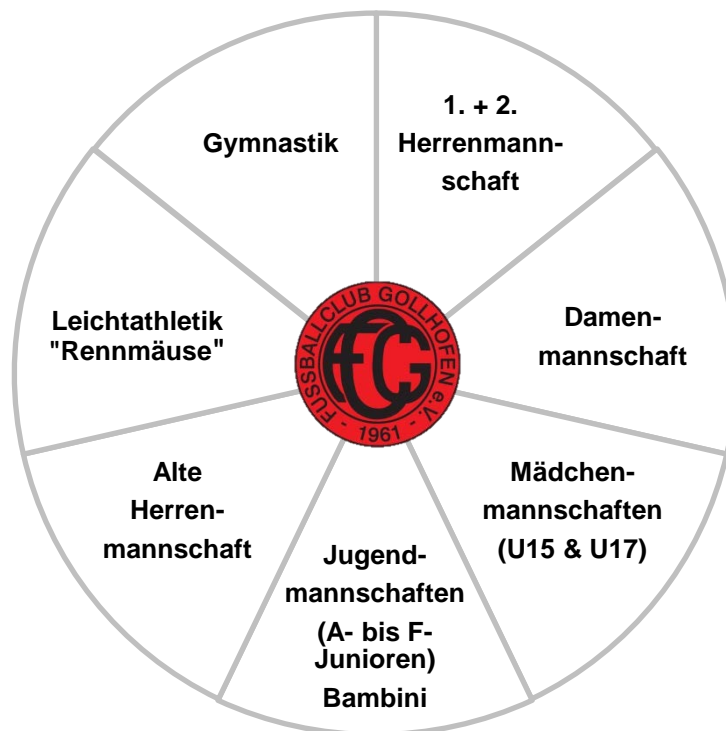 Gymnastik
1. + 2.
Herrenmann-
schaft
Damen-
mannschaft
Mädchen-
mannschaften
(U15 & U17)
Jugend-
mannschaften
(A- bis F-
Junioren)
Bambini
Alte
Herren-
mannschaft
Leichtathletik
"Rennmäuse"
FUSSBALLCLUB GOLLHOFEN e.V.
- 1961 -
FCG